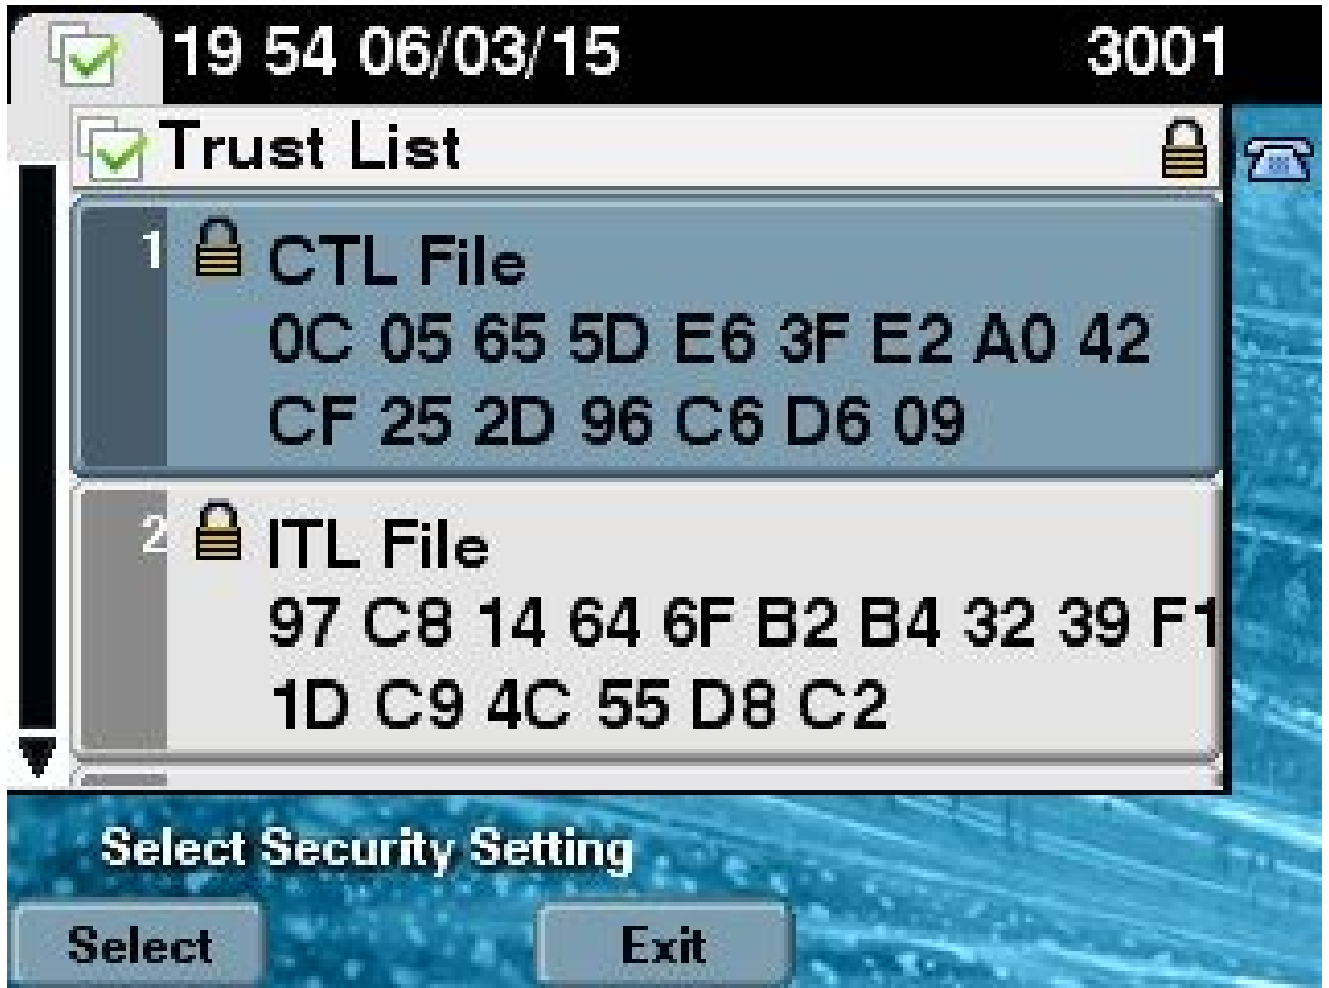 19 54 06/03/15
3001
Trust List
1
CTL File
0C 05 65 5D E6 3F E2 A0 42
CF 25 2D 96 C6 D6 09
2
ITL File
97 C8 14 64 6F B2 B4 32 39 F1
1D C9 4C 55 D8 C2
Select Security Setting
Select
Exit